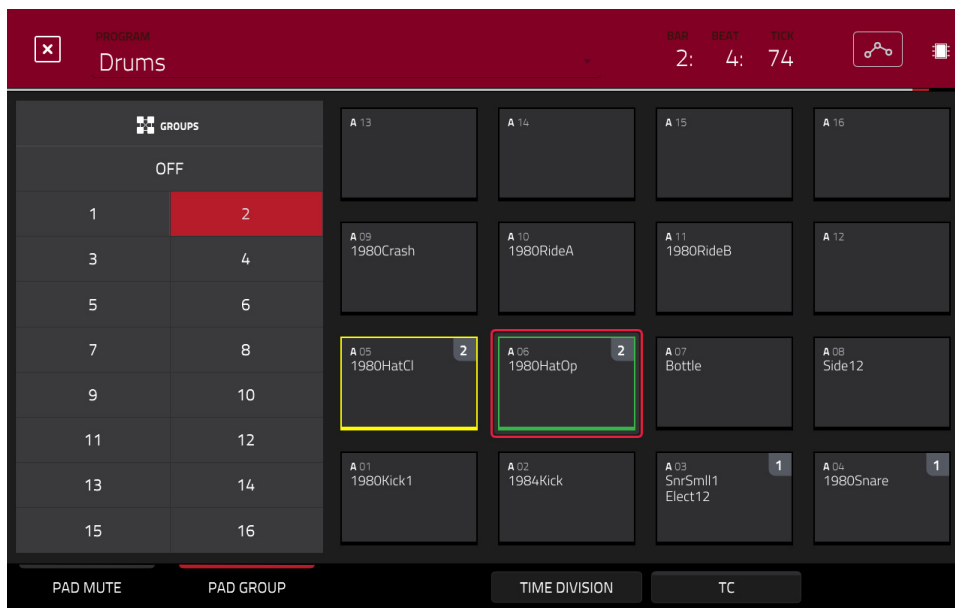 PROGRAM
Drums
BAR BEAT TICK
2: 4: 74
GROUPS
OFF
1 2
3 4
5 6
7 8
9 10
11 12
13 14
15 16
A 13
A 14
A 15
A 16
A 09
1980Crash
A 10
1980RideA
A 11
1980RideB
A 12
A 05 2
1980HatCl
A 06 2
1980HatOp
A 07
Bottle
A 08
Side12
A 01
1980Kick1
A 02
1984Kick
A 03 1
SnrSmll1
Elect12
A 04 1
1980Snare
PAD MUTE PAD GROUP TIME DIVISION TC